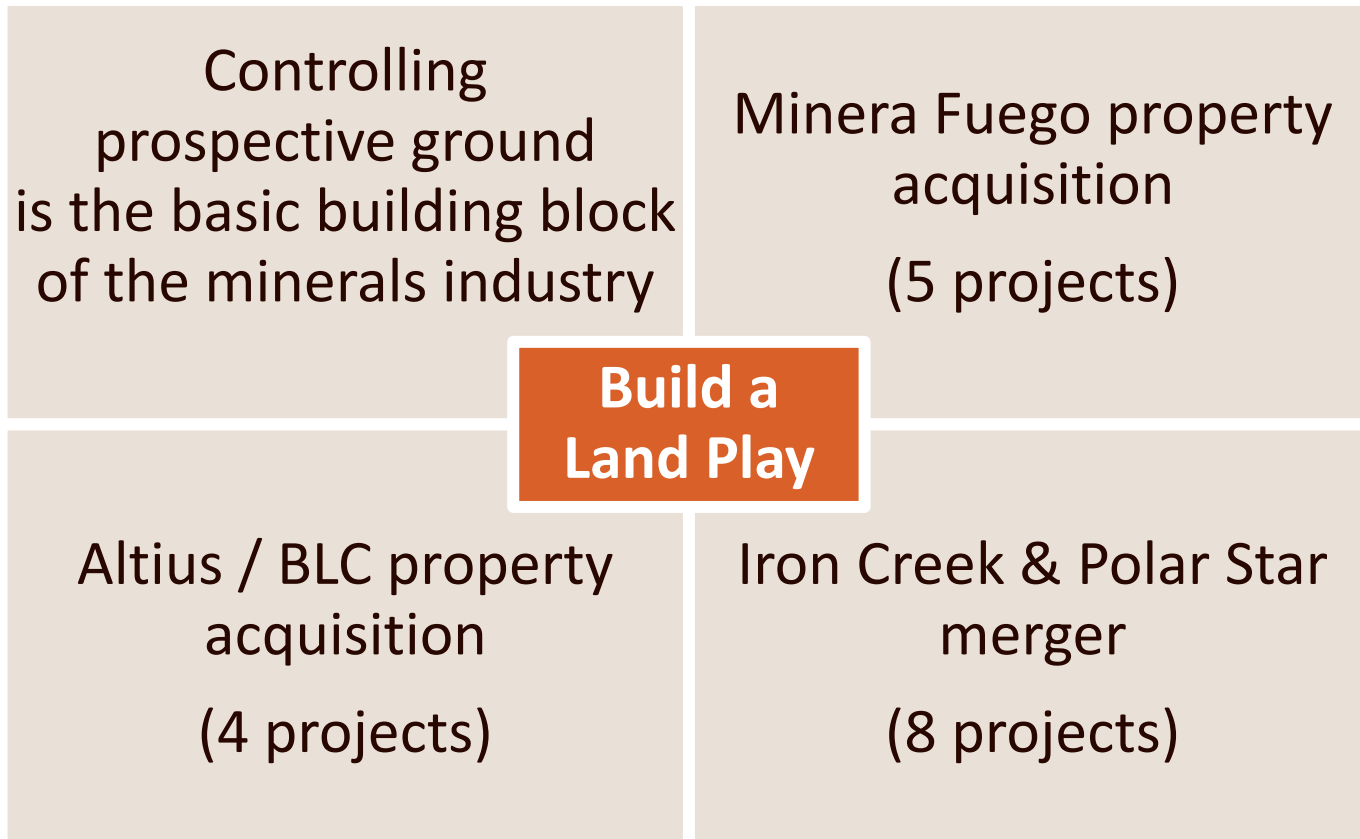 Controlling
prospective ground
is the basic building block
of the minerals industry
Minera Fuego property
acquisition
(5 projects)
Build a
Land Play
Altius / BLC property
acquisition
(4 projects)
Iron Creek & Polar Star
merger
(8 projects)